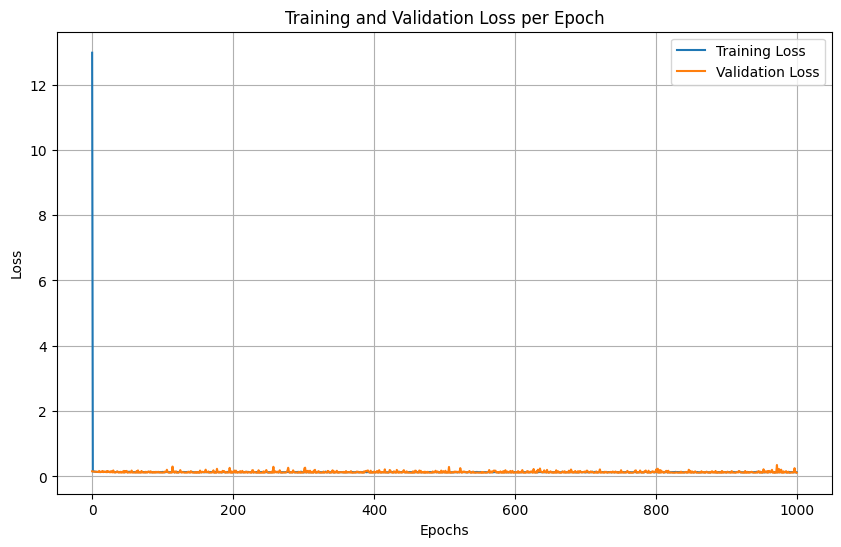 Training and Validation Loss per Epoch
Training Loss
Validation Loss
12
10
8
6
4
2
0
Loss
0 200 400 600 800 1000
Epochs